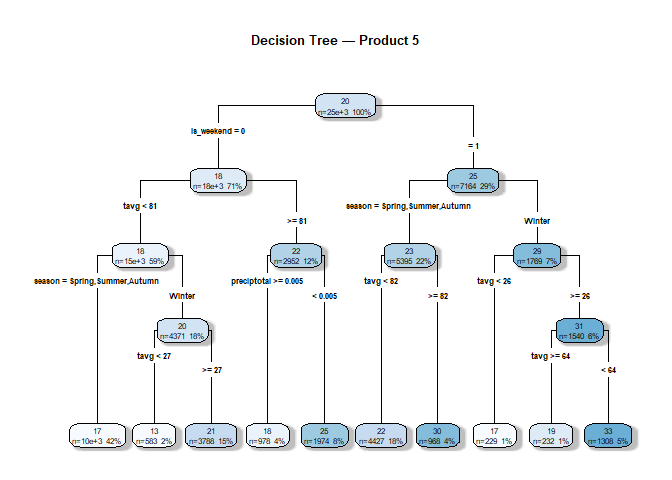 Decision Tree — Product 5
20
n=25e+3 100%
is_weekend = 0
= 1
18
n=18e+3 71%
25
n=7164 29%
tavg < 81
>= 81
season = Spring,Summer,Autumn
Winter
18
n=15e+3 59%
22
n=2952 12%
23
n=5395 22%
29
n=1769 7%
season = Spring,Summer,Autumn
Winter
preciptotal >= 0.005
< 0.005
tavg < 82
>= 82
tavg < 26
>= 26
20
n=4371 18%
31
n=1540 6%
tavg < 27
>= 27
tavg >= 64
< 64
17
n=10e+3 42%
13
n=583 2%
21
n=3788 15%
18
n=978 4%
25
n=1974 8%
22
n=4427 18%
30
n=968 4%
17
n=229 1%
19
n=232 1%
33
n=1308 5%